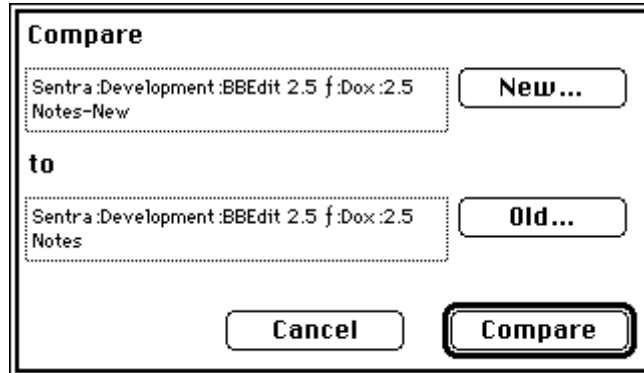 Compare
Sentra:Development:BBEdit 2.5 ƒ:Dox:2.5
Notes-New
New...
to
Sentra:Development:BBEdit 2.5 ƒ:Dox:2.5
Notes
Old...
Cancel
Compare